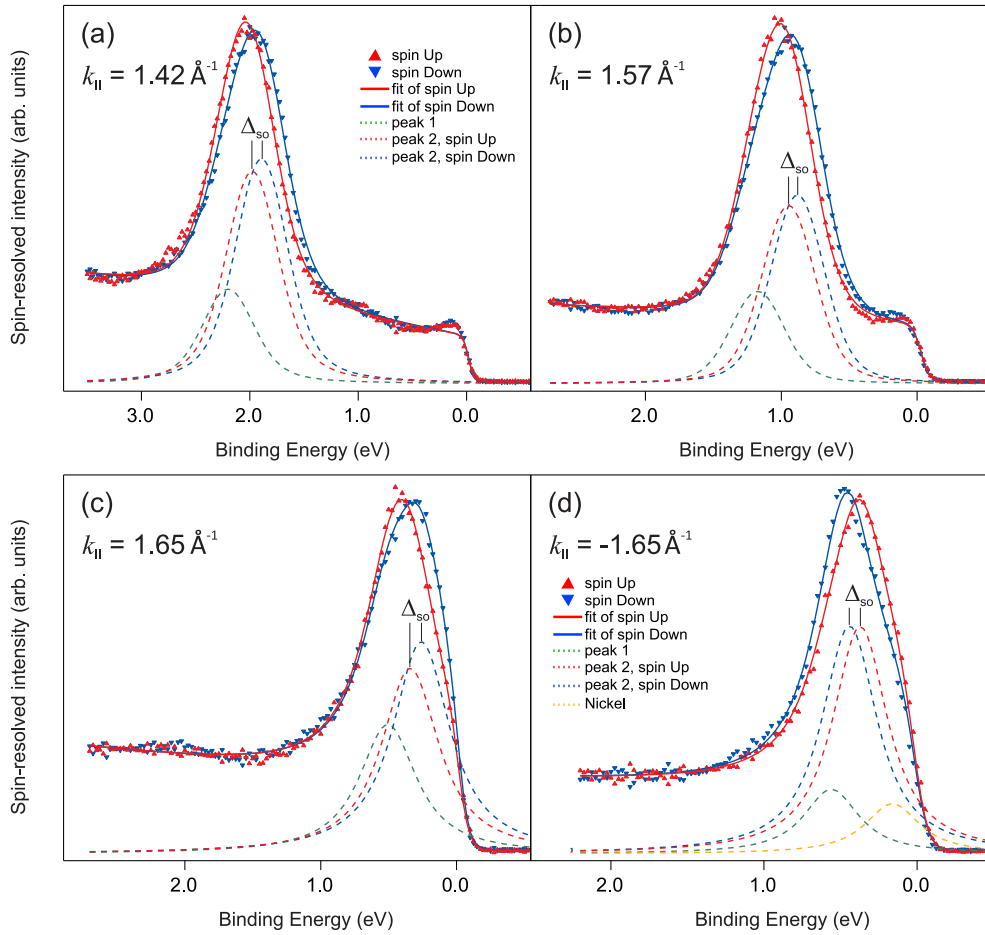 (a)
k_II = 1.42 Å⁻¹
spin Up
spin Down
fit of spin Up
fit of spin Down
peak 1
peak 2, spin Up
peak 2, spin Down
Δso
Spin-resolved intensity (arb. units)
3.0 2.0 1.0 0.0
Binding Energy (eV)
(b)
k_II = 1.57 Å⁻¹
Δso
2.0 1.0 0.0
Binding Energy (eV)
(c)
k_II = 1.65 Å⁻¹
Δso
Spin-resolved intensity (arb. units)
2.0 1.0 0.0
Binding Energy (eV)
(d)
k_II = -1.65 Å⁻¹
spin Up
spin Down
fit of spin Up
fit of spin Down
peak 1
peak 2, spin Up
peak 2, spin Down
Nickel
Δso
2.0 1.0 0.0
Binding Energy (eV)